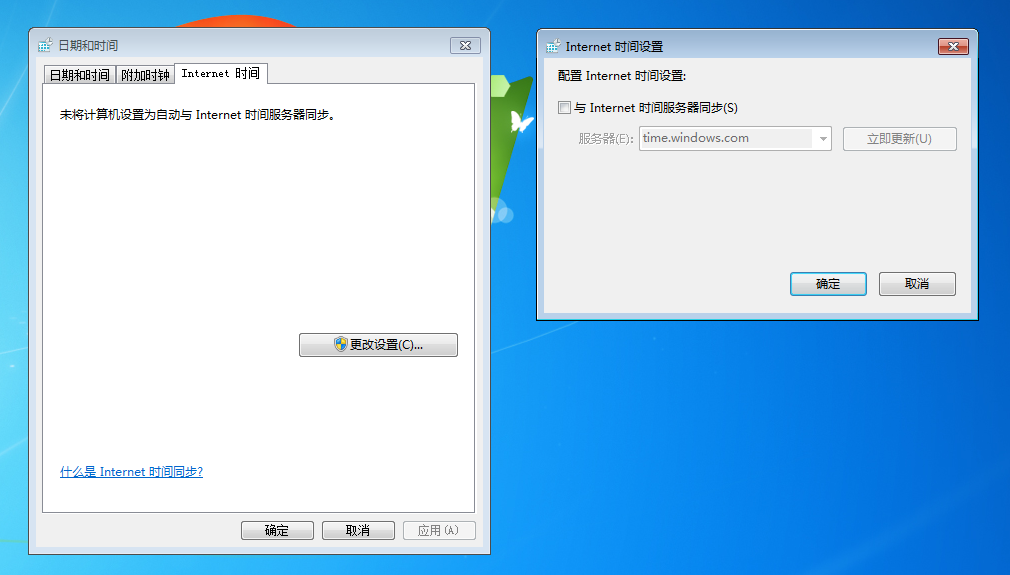 日期和时间
日期和时间 附加时钟 Internet 时间
未将计算机设置为自动与 Internet 时间服务器同步。
更改设置(C)...
什么是 Internet 时间同步?
确定 取消 应用(A)
Internet 时间设置
配置 Internet 时间设置:
与 Internet 时间服务器同步(S)
服务器(E): time.windows.com 立即更新(U)
确定 取消